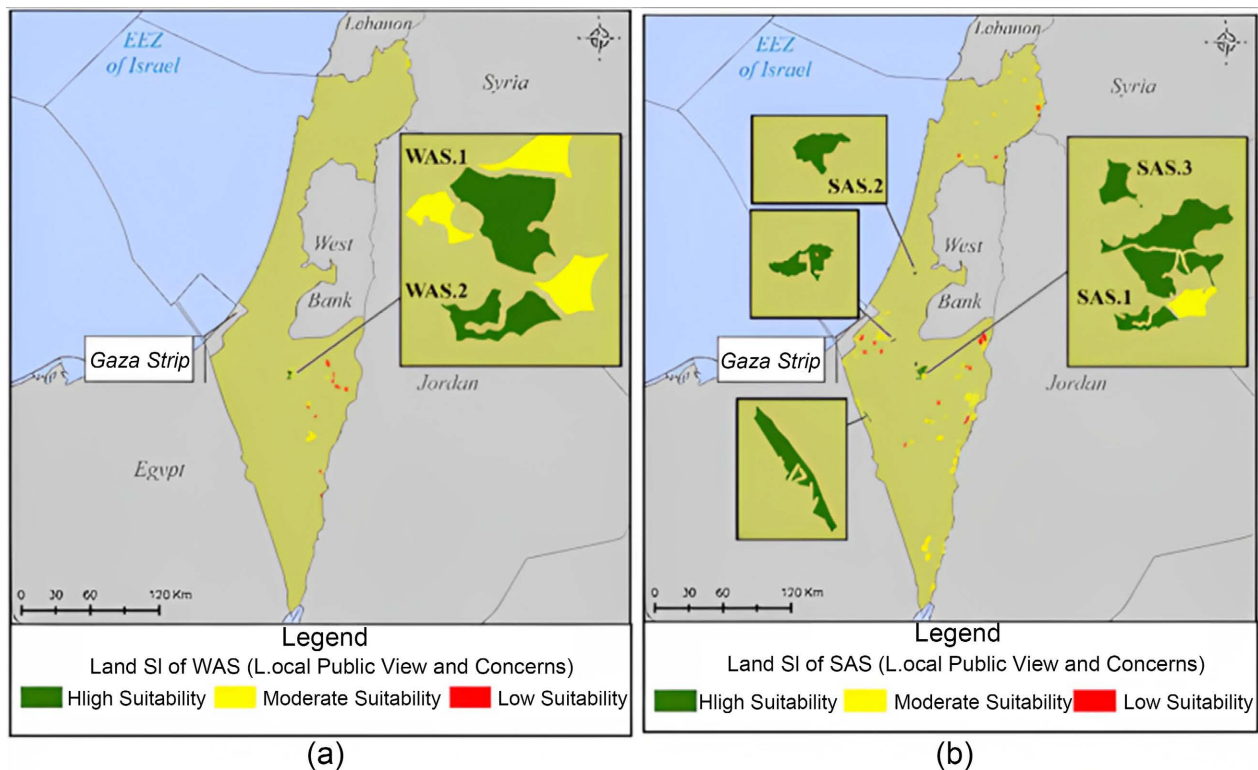 Lebanon
EEZ
of Israel
Syria
WAS.1
West
WAS.2
Bank
Gaza Strip
Jordan
Egypt
0 30 60 120 Km
Legend
Land SI of WAS (L.ocal Public View and Concerns)
Hligh Suitability Moderate Suitability Low Suitability
(a)
Lebanon
EEZ
of Israel
Syria
SAS.2
SAS.3
West
Bank
SAS.1
Gaza Strip
Jordan
Egypt
0 30 60 120 Km
Legend
Land SI of SAS (L.ocal Public View and Concerns)
Hligh Suitability Moderate Suitability Low Suitability
(b)